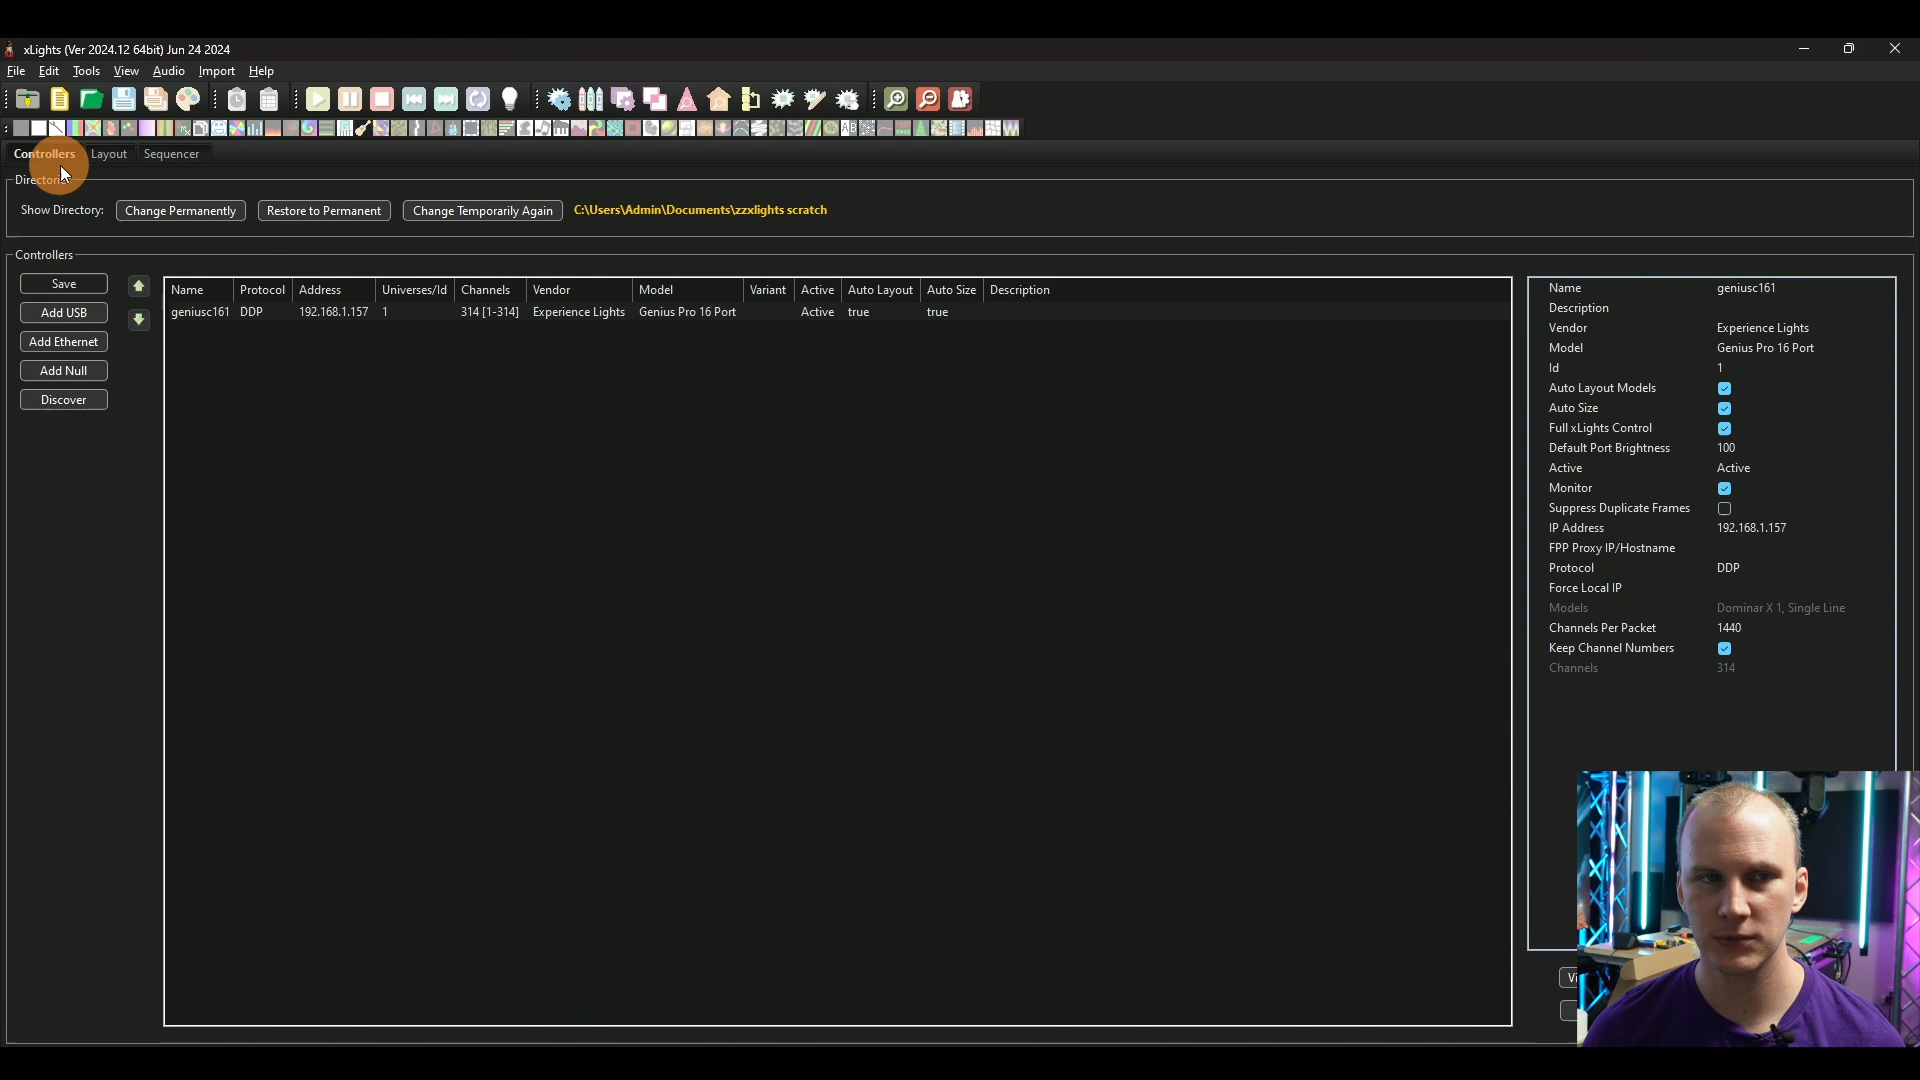 xLights (Ver 2024.12 64bit) Jun 24 2024
File Edit Tools View Audio Import Help
Controllers Layout Sequencer
Show Directory: Change Permanently Restore to Permanent Change Temporarily Again C:\Users\Admin\Documents\zzxlights scratch
Controllers
Save
Add USB
Add Ethernet
Add Null
Discover
Name Protocol Address Universes/Id Channels Vendor Model Variant Active Auto Layout Auto Size Description
geniusc161 DDP 192.168.1.157 1 314 [1-314] Experience Lights Genius Pro 16 Port Active true true
Name geniusc161
Description
Vendor Experience Lights
Model Genius Pro 16 Port
Id 1
Auto Layout Models
Auto Size
Full xLights Control
Default Port Brightness 100
Active Active
Monitor
Suppress Duplicate Frames
IP Address 192.168.1.157
FPP Proxy IP/Hostname
Protocol DDP
Force Local IP
Models Dominar X 1, Single Line
Channels Per Packet 1440
Keep Channel Numbers
Channels 314